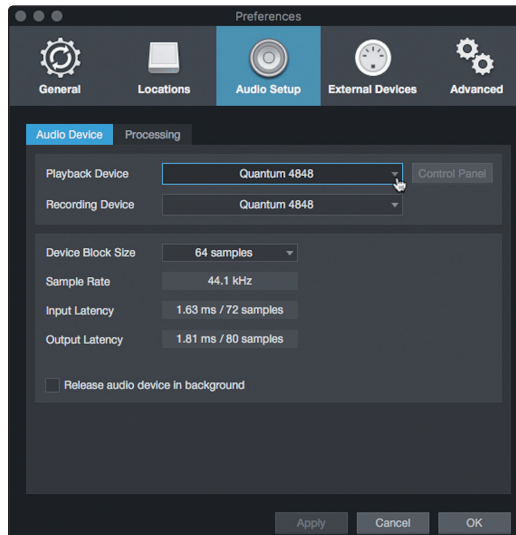 Preferences
General Locations Audio Setup External Devices Advanced
Audio Device Processing
Playback Device Quantum 4848 Control Panel
Recording Device Quantum 4848
Device Block Size 64 samples
Sample Rate 44.1 kHz
Input Latency 1.63 ms / 72 samples
Output Latency 1.81 ms / 80 samples
Release audio device in background
Apply Cancel OK